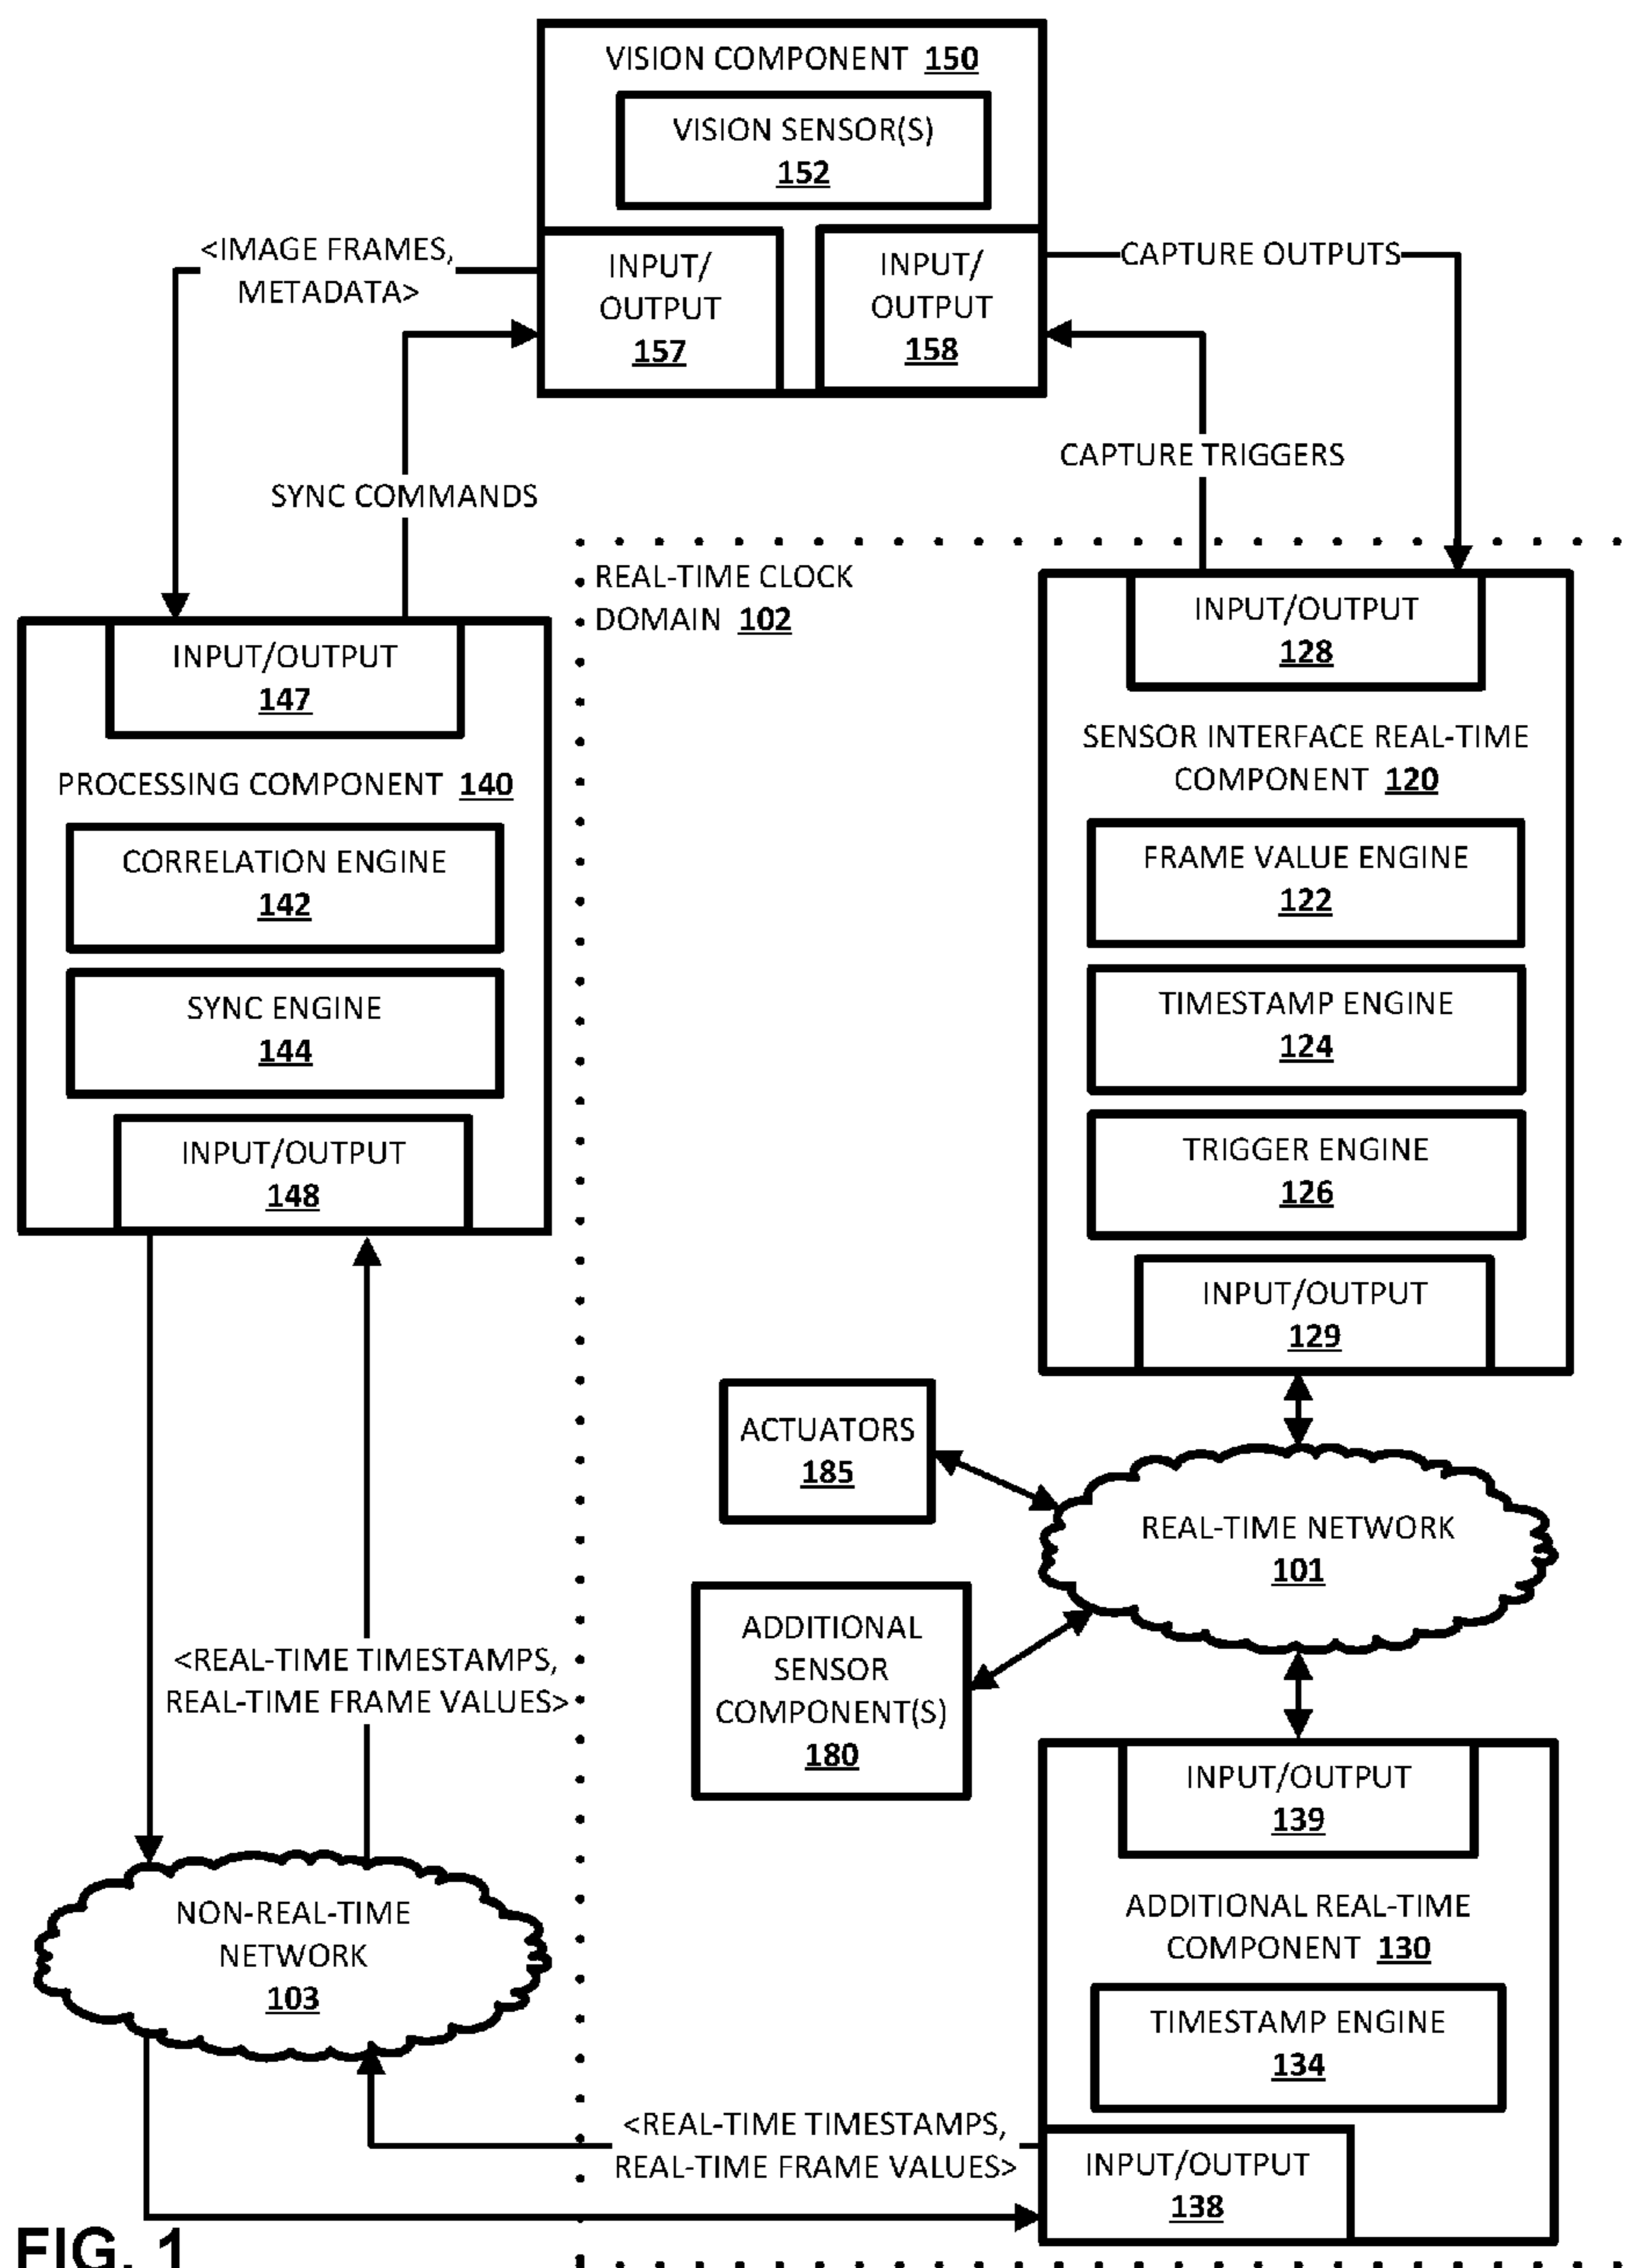 VISION COMPONENT 150
VISION SENSOR(S)
152
INPUT/
OUTPUT
157
INPUT/
OUTPUT
158
<IMAGE FRAMES,
METADATA>
CAPTURE OUTPUTS
SYNC COMMANDS
CAPTURE TRIGGERS
REAL-TIME CLOCK
DOMAIN 102
INPUT/OUTPUT
147
PROCESSING COMPONENT 140
CORRELATION ENGINE
142
SYNC ENGINE
144
INPUT/OUTPUT
148
INPUT/OUTPUT
128
SENSOR INTERFACE REAL-TIME
COMPONENT 120
FRAME VALUE ENGINE
122
TIMESTAMP ENGINE
124
TRIGGER ENGINE
126
INPUT/OUTPUT
129
ACTUATORS
185
REAL-TIME NETWORK
101
ADDITIONAL
SENSOR
COMPONENT(S)
180
<REAL-TIME TIMESTAMPS,
REAL-TIME FRAME VALUES>
INPUT/OUTPUT
139
ADDITIONAL REAL-TIME
COMPONENT 130
TIMESTAMP ENGINE
134
INPUT/OUTPUT
138
NON-REAL-TIME
NETWORK
103
<REAL-TIME TIMESTAMPS,
REAL-TIME FRAME VALUES>
FIG. 1